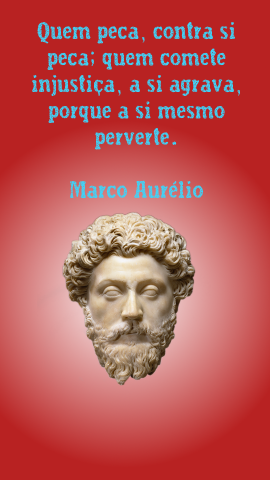 Quem peca, contra si
peca; quem comete
injustiça, a si agrava,
porque a si mesmo
perverte.
Marco Aurélio